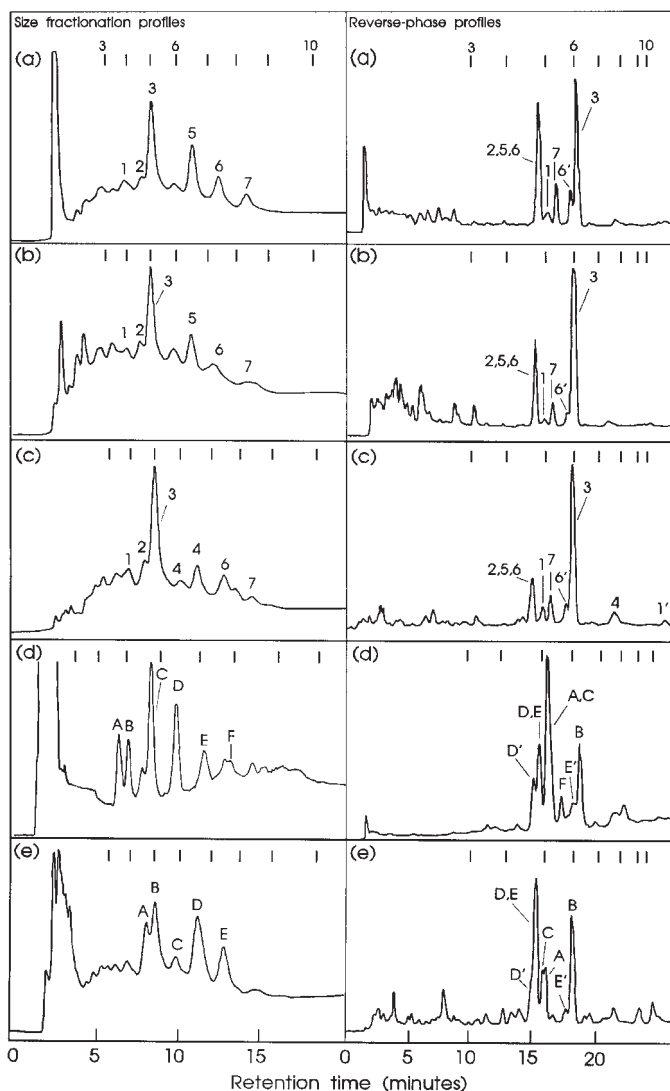 Size fractionation profiles
3 6 10
(a)
3
1 2 5 6 7
(b)
3
1 2 5 6 7
(c)
3
1 2 4 4 6 7
(d)
A B C D E F
(e)
A B C D E
0 5 10 15
Reverse-phase profiles
3 6 10
(a)
3
2,5,6 1 7 6'
(b)
3
2,5,6 1 7 6'
(c)
3
2,5,6 1 7 6' 4 1'
(d)
A,C
D,E B
D' E'
F
(e)
D,E B
C A
D' E'
0 5 10 15 20
Retention time (minutes)